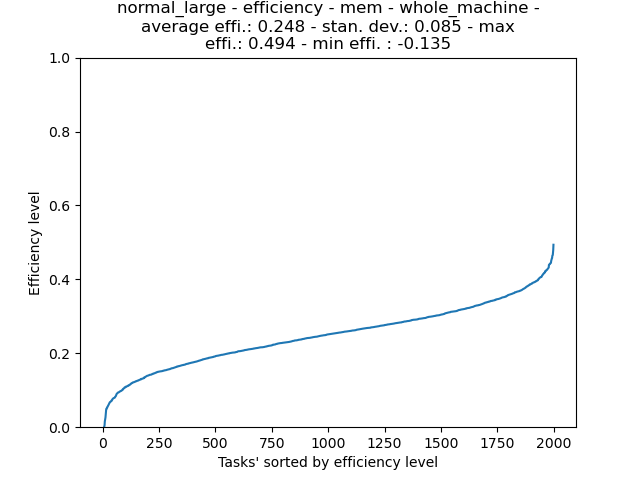 normal_large - efficiency - mem - whole_machine -
average effi.: 0.248 - stan. dev.: 0.085 - max
effi.: 0.494 - min effi. : -0.135
1.0
0.8
0.6
0.4
0.2
0.0
Efficiency level
0 250 500 750 1000 1250 1500 1750 2000
Tasks' sorted by efficiency level